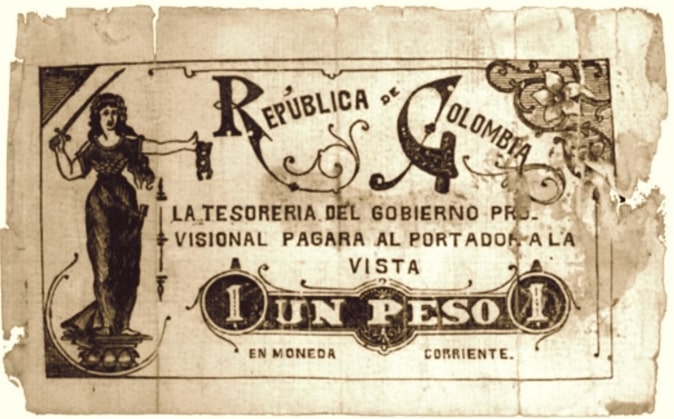 REPÚBLICA DE COLOMBIA
LA TESORERIA DEL GOBIERNO PRO-
VISIONAL PAGARA AL PORTADOR A LA
VISTA
1 UN PESO 1
EN MONEDA CORRIENTE.